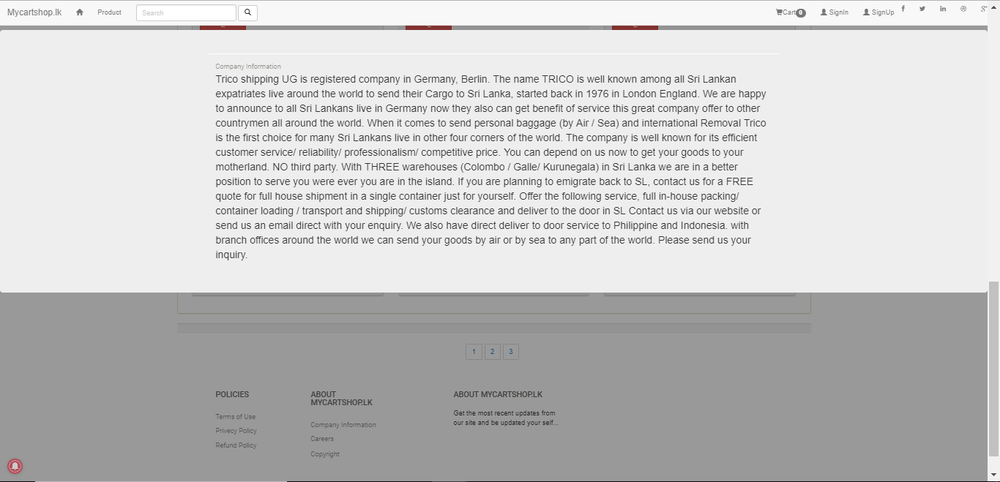 Mycartshop.lk Product Search Cart 0 SignIn SignUp
Company Information
Trico shipping UG is registered company in Germany, Berlin. The name TRICO is well known among all Sri Lankan
expatriates live around the world to send their Cargo to Sri Lanka, started back in 1976 in London England. We are happy
to announce to all Sri Lankans live in Germany now they also can get benefit of service this great company offer to other
countrymen all around the world. When it comes to send personal baggage (by Air / Sea) and international Removal Trico
is the first choice for many Sri Lankans live in other four corners of the world. The company is well known for its efficient
customer service/ reliability/ professionalism/ competitive price. You can depend on us now to get your goods to your
motherland. NO third party. With THREE warehouses (Colombo / Galle/ Kurunegala) in Sri Lanka we are in a better
position to serve you were ever you are in the island. If you are planning to emigrate back to SL, contact us for a FREE
quote for full house shipment in a single container just for yourself. Offer the following service, full in-house packing/
container loading / transport and shipping/ customs clearance and deliver to the door in SL Contact us via our website or
send us an email direct with your enquiry. We also have direct deliver to door service to Philippine and Indonesia. with
branch offices around the world we can send your goods by air or by sea to any part of the world. Please send us your
inquiry.
1 2 3
POLICIES
Terms of Use
Privecy Policy
Refund Policy
ABOUT
MYCARTSHOP.LK
Company Information
Careers
Copyright
ABOUT MYCARTSHOP.LK
Get the most recent updates from
our site and be updated your self...